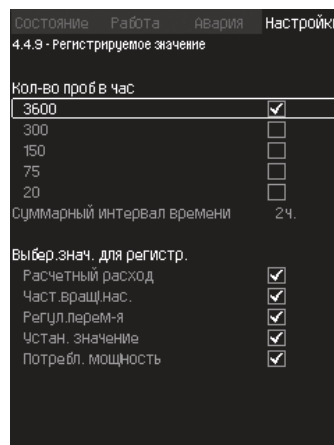 Состояние Работа Авария Настройки
4.4.9 - Регистрируемое значение
Кол-во проб в час
3600
300
150
75
20
Суммарный интервал времени 2ч.
Выбер.знач. для регистр.
Расчетный расход
Част.вращ.нас.
Регул.перем-я
Устан. значение
Потребл. мощность